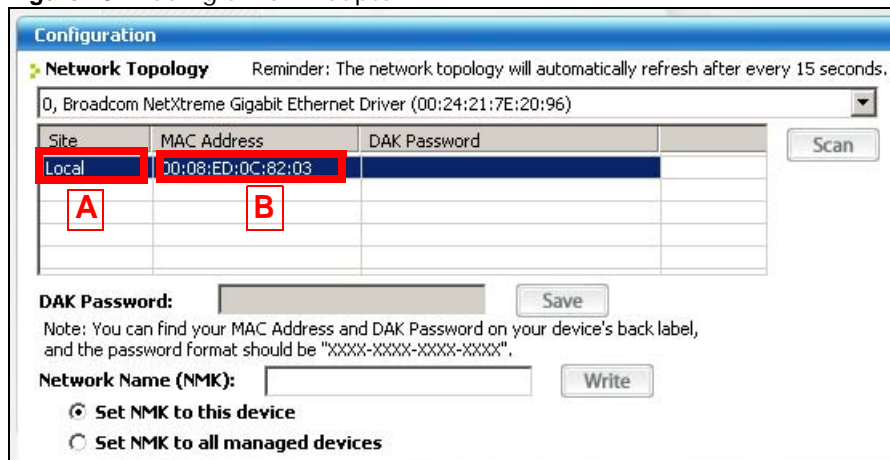 Configuration
Network Topology Reminder: The network topology will automatically refresh after every 15 seconds.
0, Broadcom NetXtreme Gigabit Ethernet Driver (00:24:21:7E:20:96)
Site MAC Address DAK Password
Scan
Local 00:08:ED:0C:82:03
A B
DAK Password: Save
Note: You can find your MAC Address and DAK Password on your device's back label,
and the password format should be "XXXX-XXXX-XXXX-XXXX".
Network Name (NMK): Write
Set NMK to this device
Set NMK to all managed devices